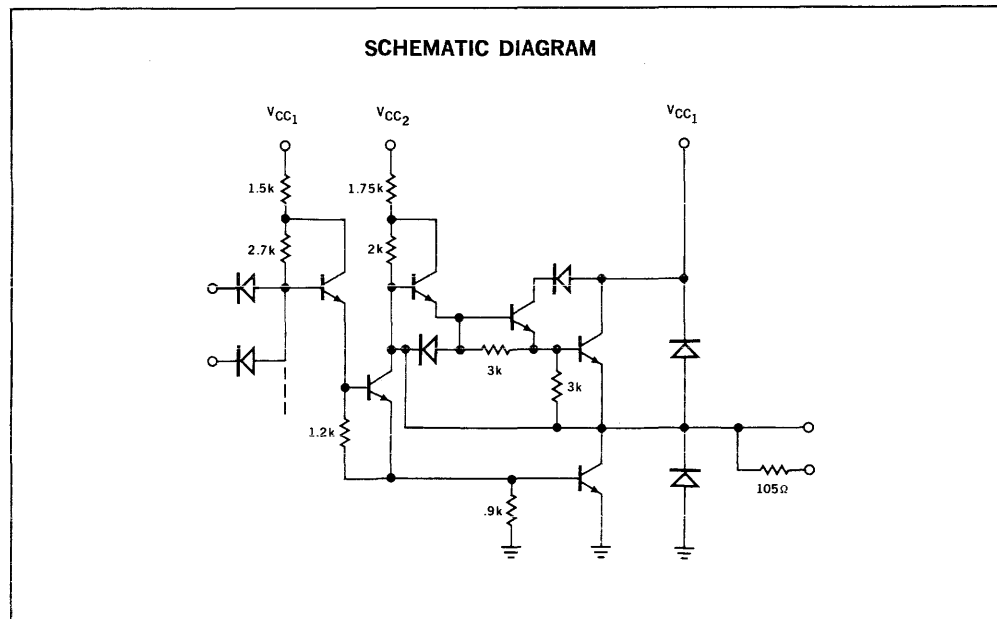 SCHEMATIC DIAGRAM
VCC1 VCC2 VCC1
1.5k 1.75k
2.7k 2k
3k
3k
1.2k
.9k
105Ω